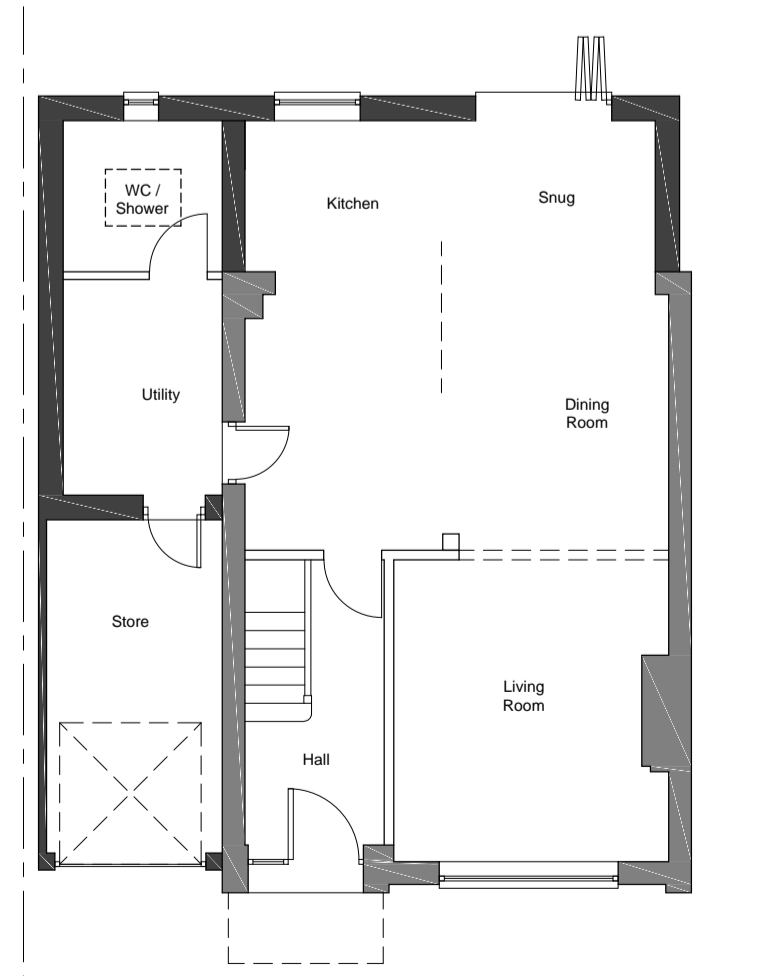 WC /
Shower
Kitchen
Snug
Utility
Dining
Room
Store
Living
Room
Hall